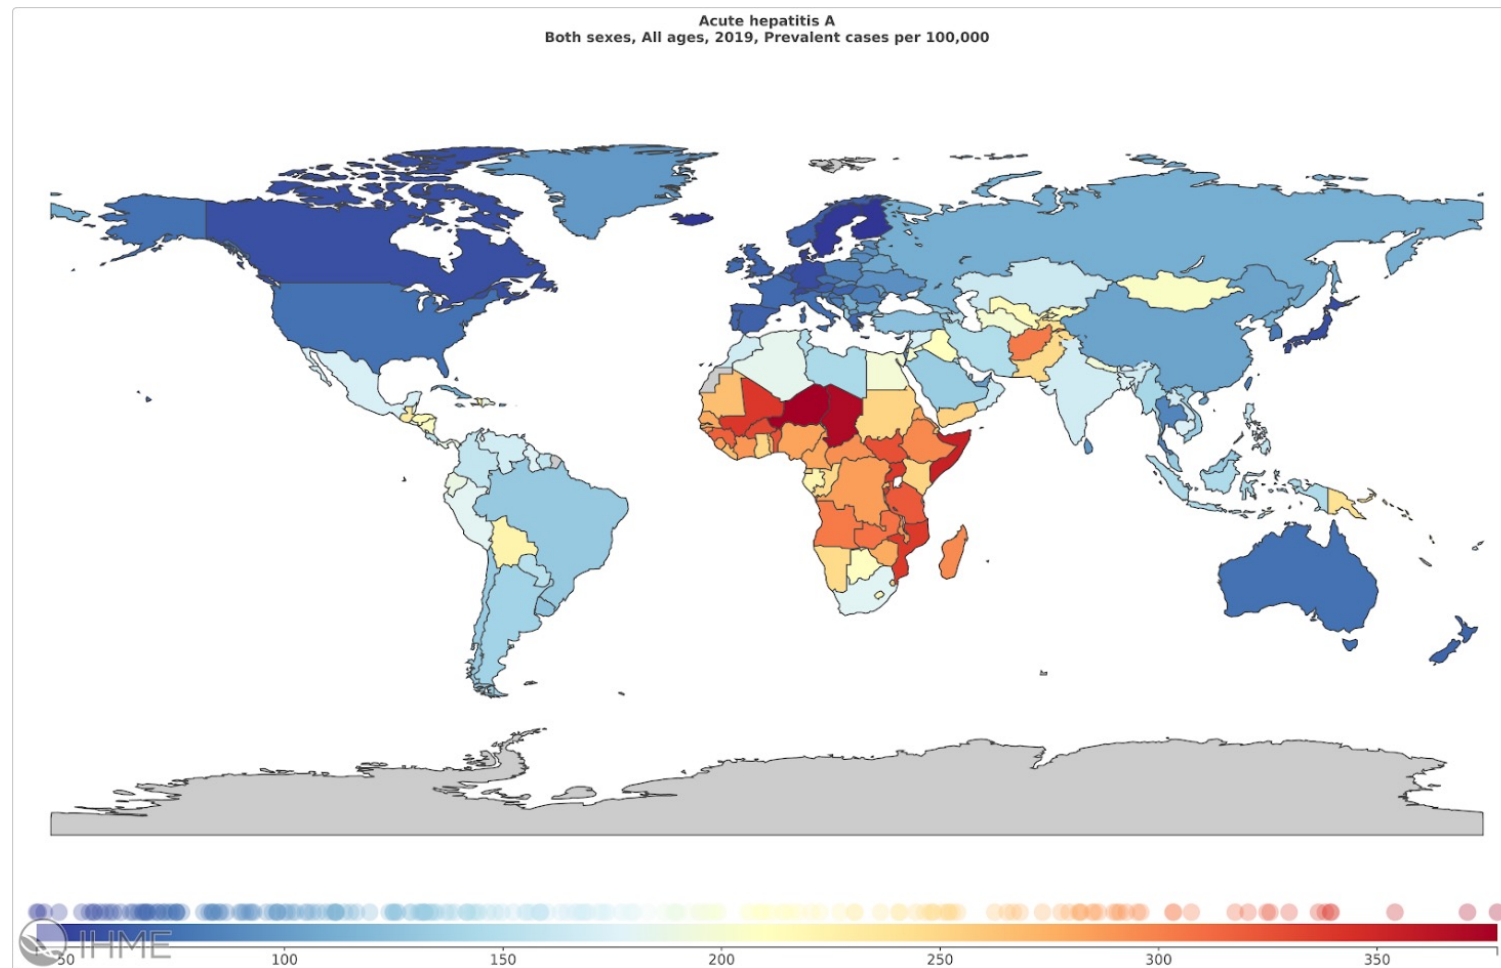 Acute hepatitis A
Both sexes, All ages, 2019, Prevalent cases per 100,000
IHME
50 100 150 200 250 300 350